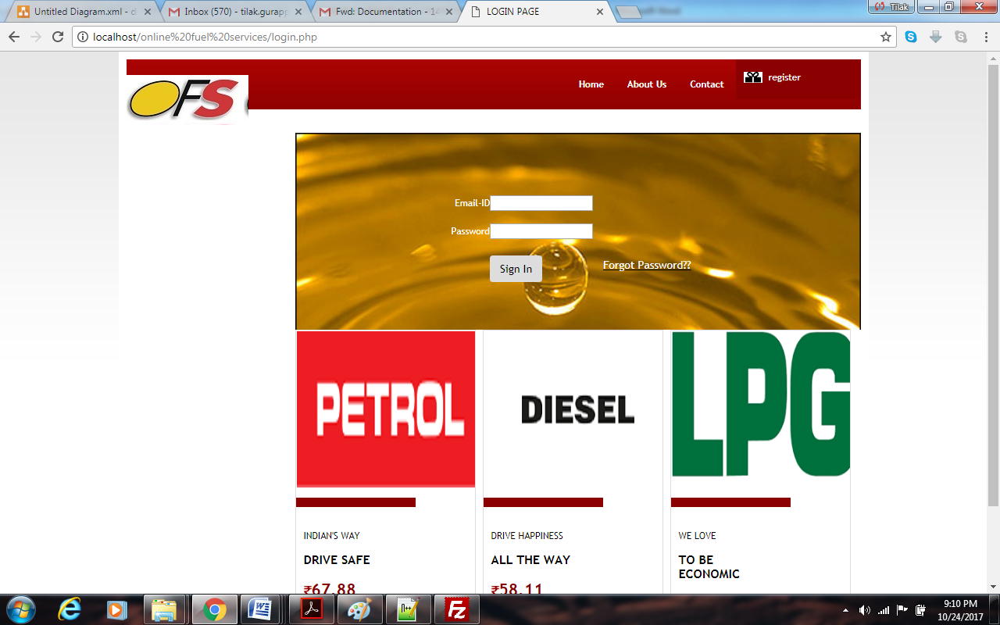 Untitled Diagram.xml - d
Inbox (570) - tilak.gurapp
Fwd: Documentation - 14
LOGIN PAGE
Tilak
localhost/online%20fuel%20services/login.php
OFS
Home
About Us
Contact
register
Email-ID
Password
Sign In
Forgot Password??
PETROL
DIESEL
LPG
INDIAN'S WAY
DRIVE HAPPINESS
WE LOVE
DRIVE SAFE
ALL THE WAY
TO BE
ECONOMIC
₹67.88
₹58.11
9:10 PM
10/24/2017